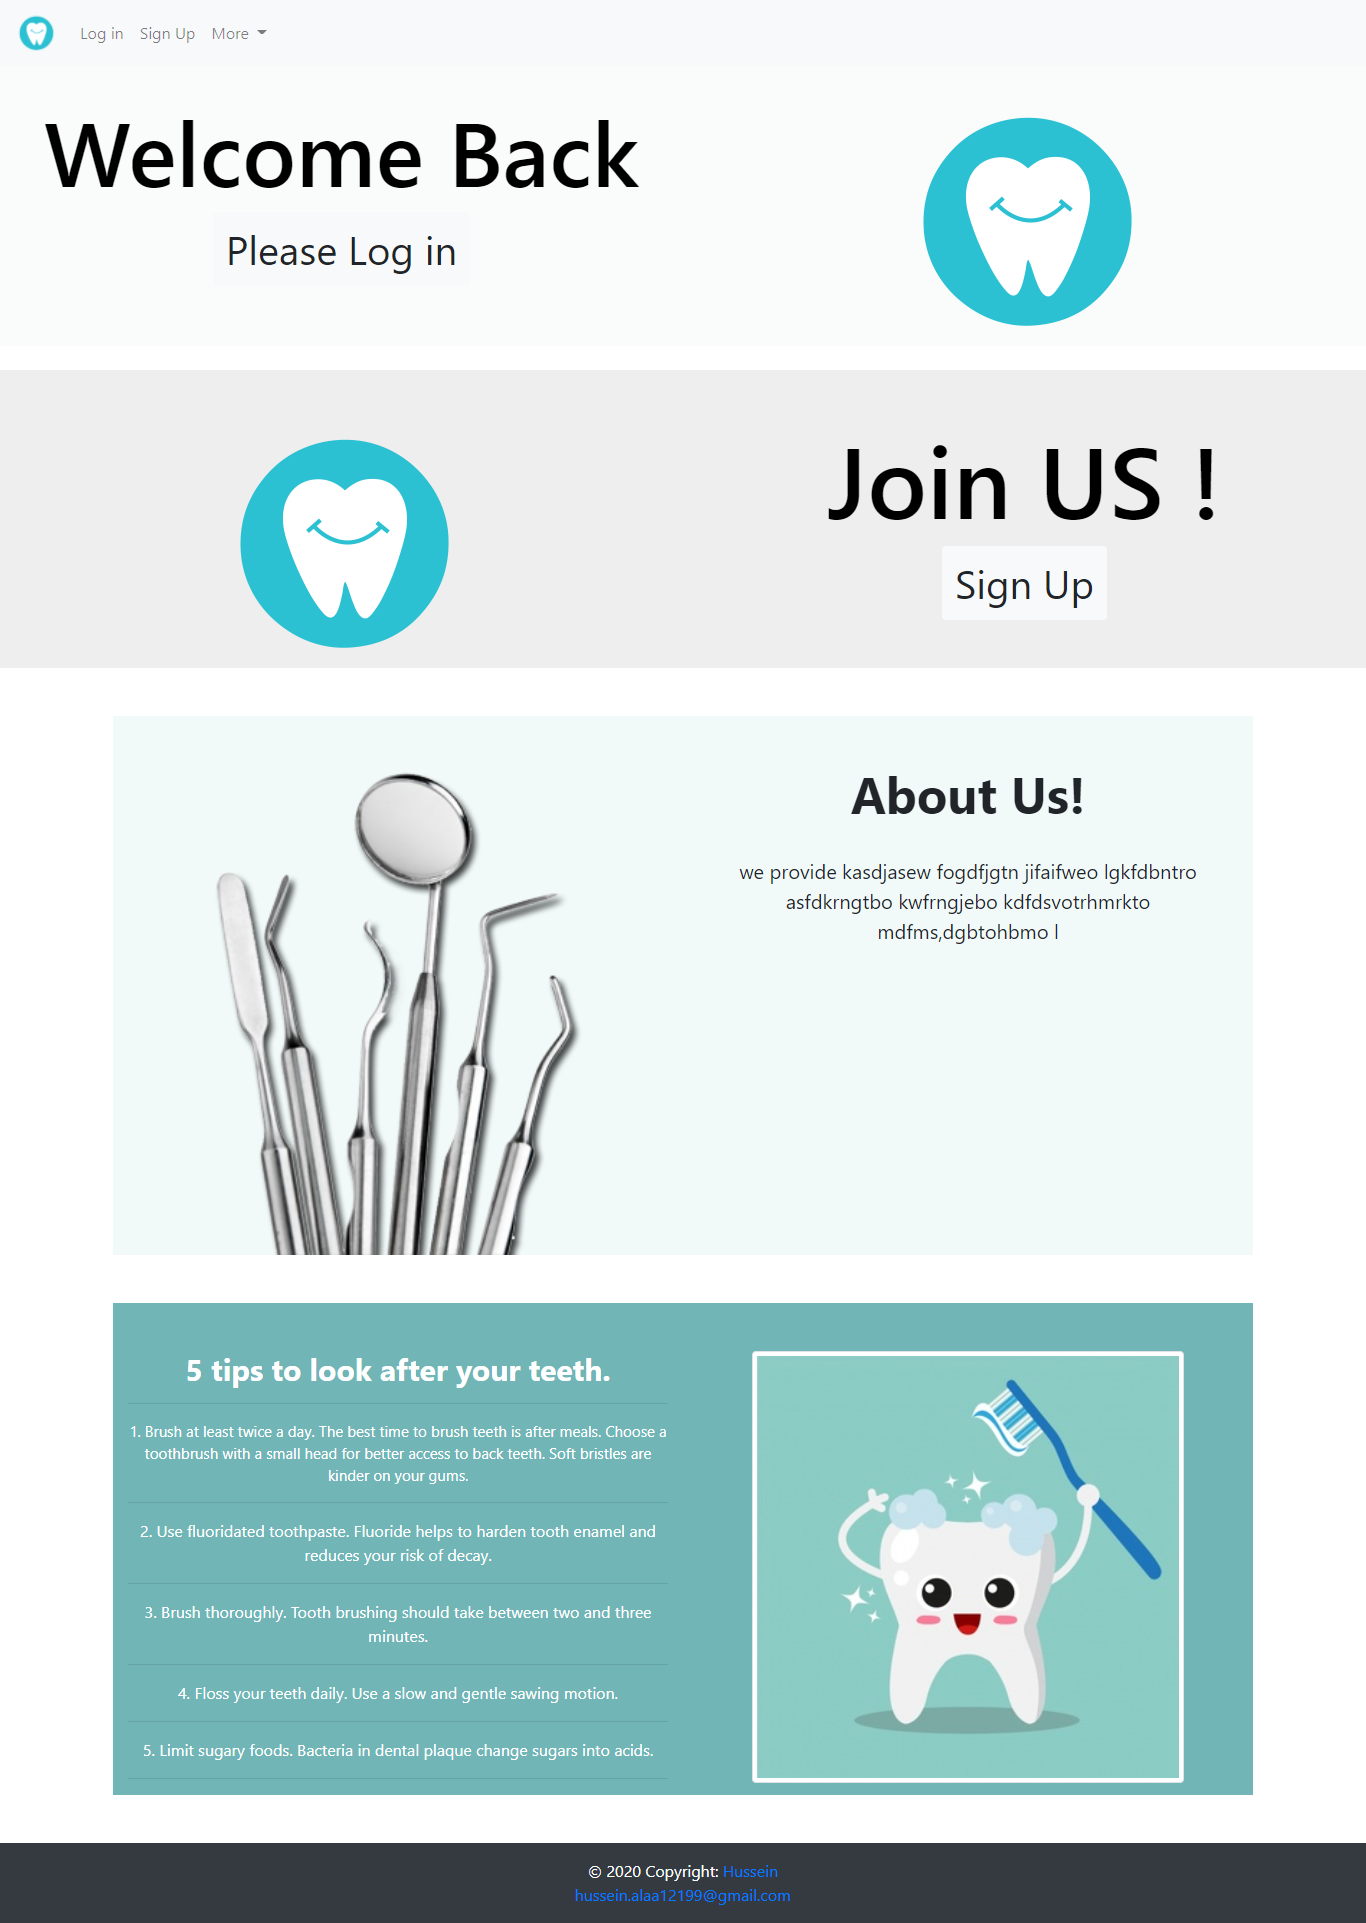 Log in
Sign Up
More
Welcome Back
Please Log in
Join US !
Sign Up
About Us!
we provide kasdjasew fogdfjgtn jifaifweo lgkfdbntro
asfdkrngtbo kwfrngjebo kdfdsvotrhmrkto
mdfms,dgbtohbmo l
5 tips to look after your teeth.
1. Brush at least twice a day. The best time to brush teeth is after meals. Choose a
toothbrush with a small head for better access to back teeth. Soft bristles are
kinder on your gums.
2. Use fluoridated toothpaste. Fluoride helps to harden tooth enamel and
reduces your risk of decay.
3. Brush thoroughly. Tooth brushing should take between two and three
minutes.
4. Floss your teeth daily. Use a slow and gentle sawing motion.
5. Limit sugary foods. Bacteria in dental plaque change sugars into acids.
© 2020 Copyright: Hussein
hussein.alaa12199@gmail.com